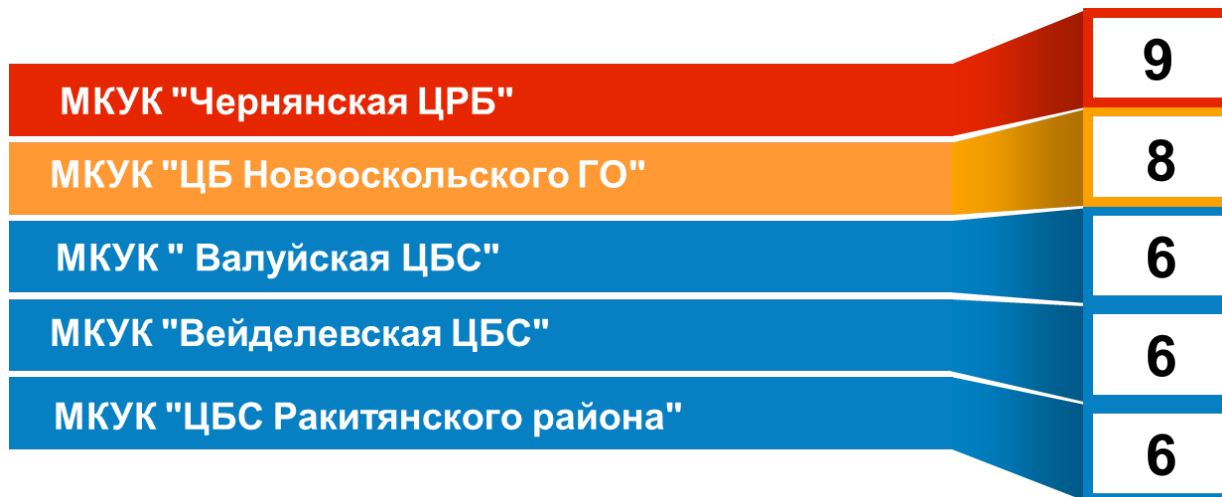 МКУК "Чернянская ЦРБ" 9
МКУК "ЦБ Новооскольского ГО" 8
МКУК " Валуйская ЦБС" 6
МКУК "Вейделевская ЦБС" 6
МКУК "ЦБС Ракитянского района" 6